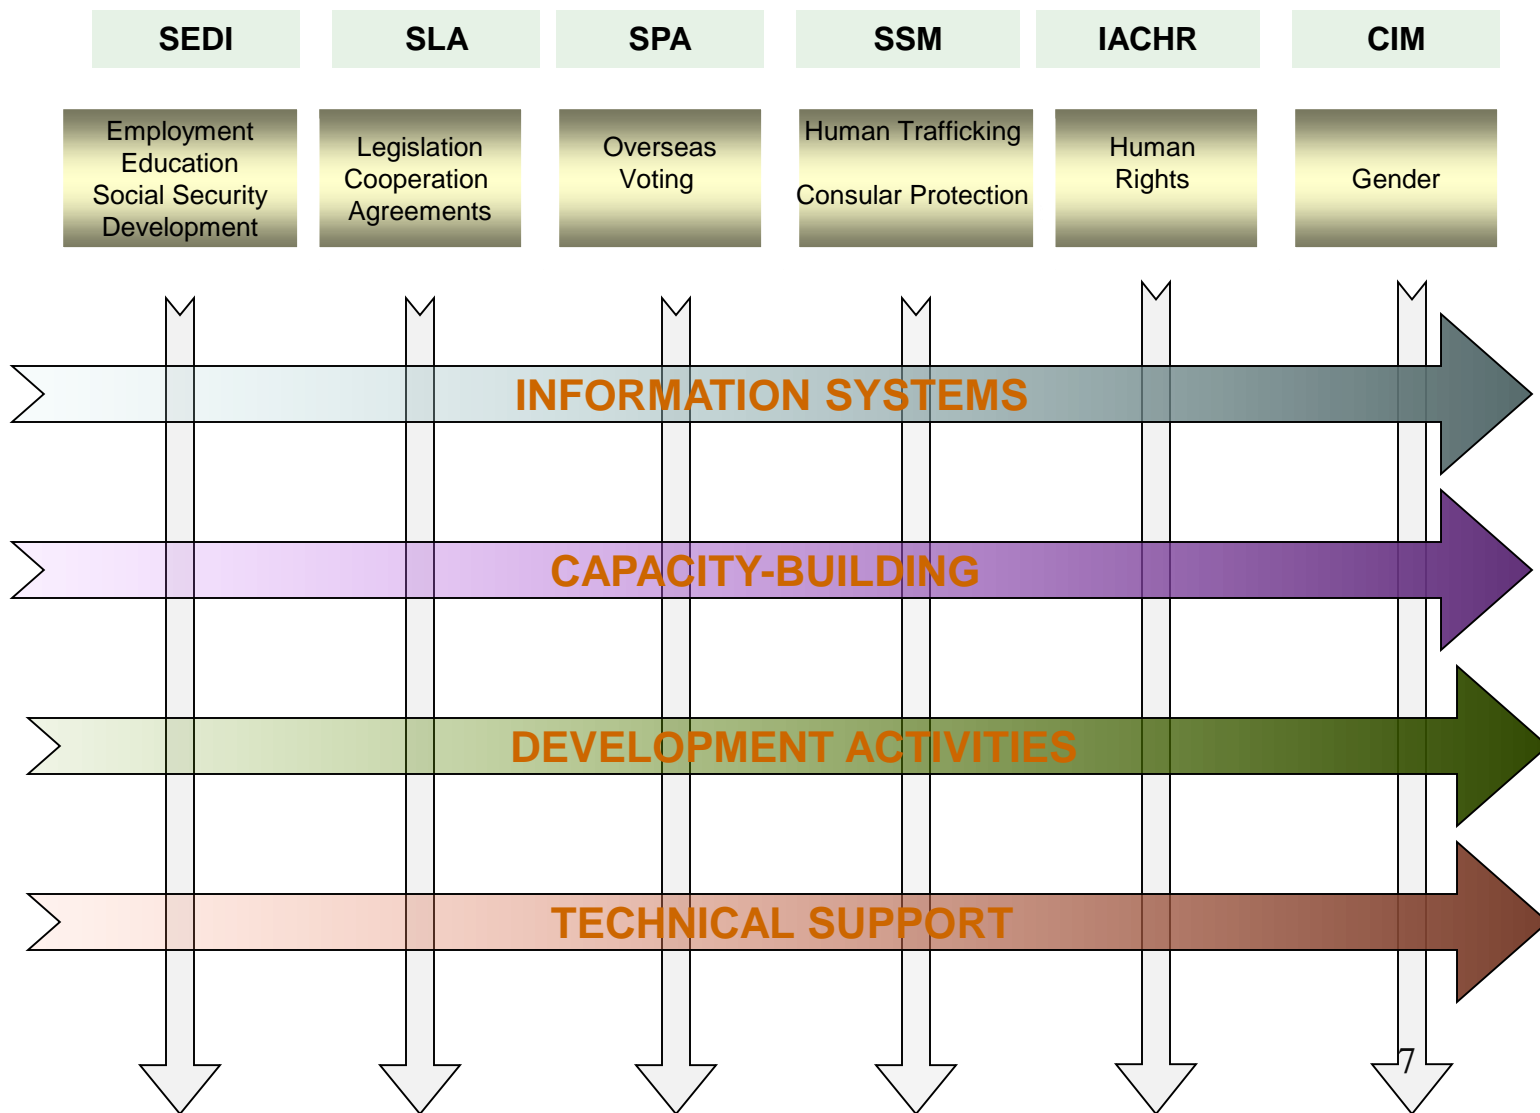 SEDI
SLA
SPA
SSM
IACHR
CIM
Employment
Education
Social Security
Development
Legislation
Cooperation
Agreements
Overseas
Voting
Human Trafficking
Consular Protection
Human
Rights
Gender
INFORMATION SYSTEMS
CAPACITY-BUILDING
DEVELOPMENT ACTIVITIES
TECHNICAL SUPPORT
7